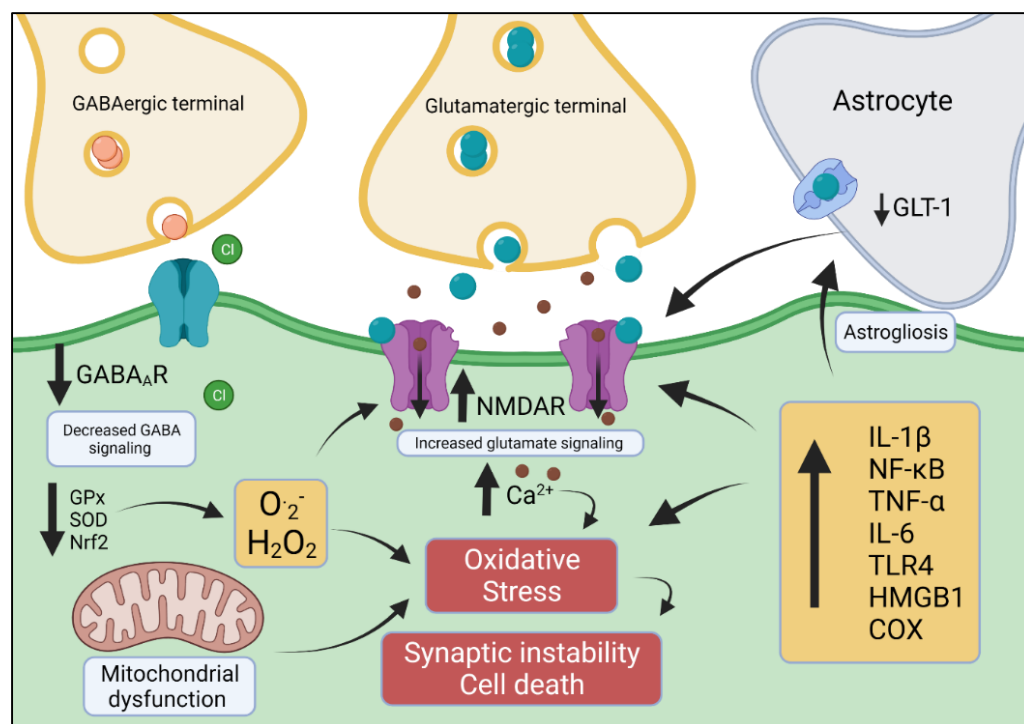 GABAergic terminal
Glutamatergic terminal
Astrocyte
↓GLT-1
Cl
Astrogliosis
GABA_AR
Cl
NMDAR
Decreased GABA
signaling
Increased glutamate signaling
Ca²⁺
GPx
SOD
Nrf2
O·₂⁻
H₂O₂
Oxidative
Stress
IL-1β
NF-κB
TNF-α
IL-6
TLR4
HMGB1
COX
Synaptic instability
Cell death
Mitochondrial
dysfunction